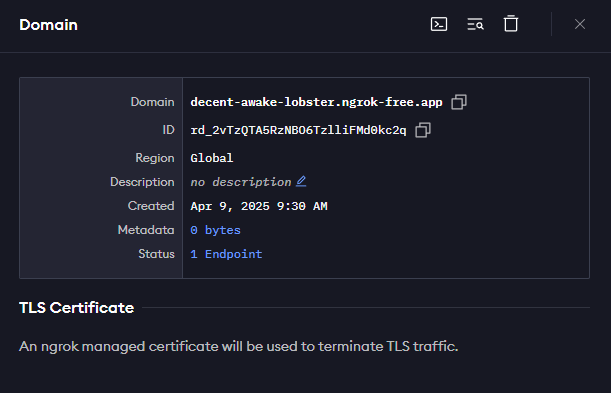 Domain
Domain decent-awake-lobster.ngrok-free.app
ID rd_2vTzQTA5RzNBO6TzlliFMd0kc2q
Region Global
Description no description
Created Apr 9, 2025 9:30 AM
Metadata 0 bytes
Status 1 Endpoint
TLS Certificate
An ngrok managed certificate will be used to terminate TLS traffic.